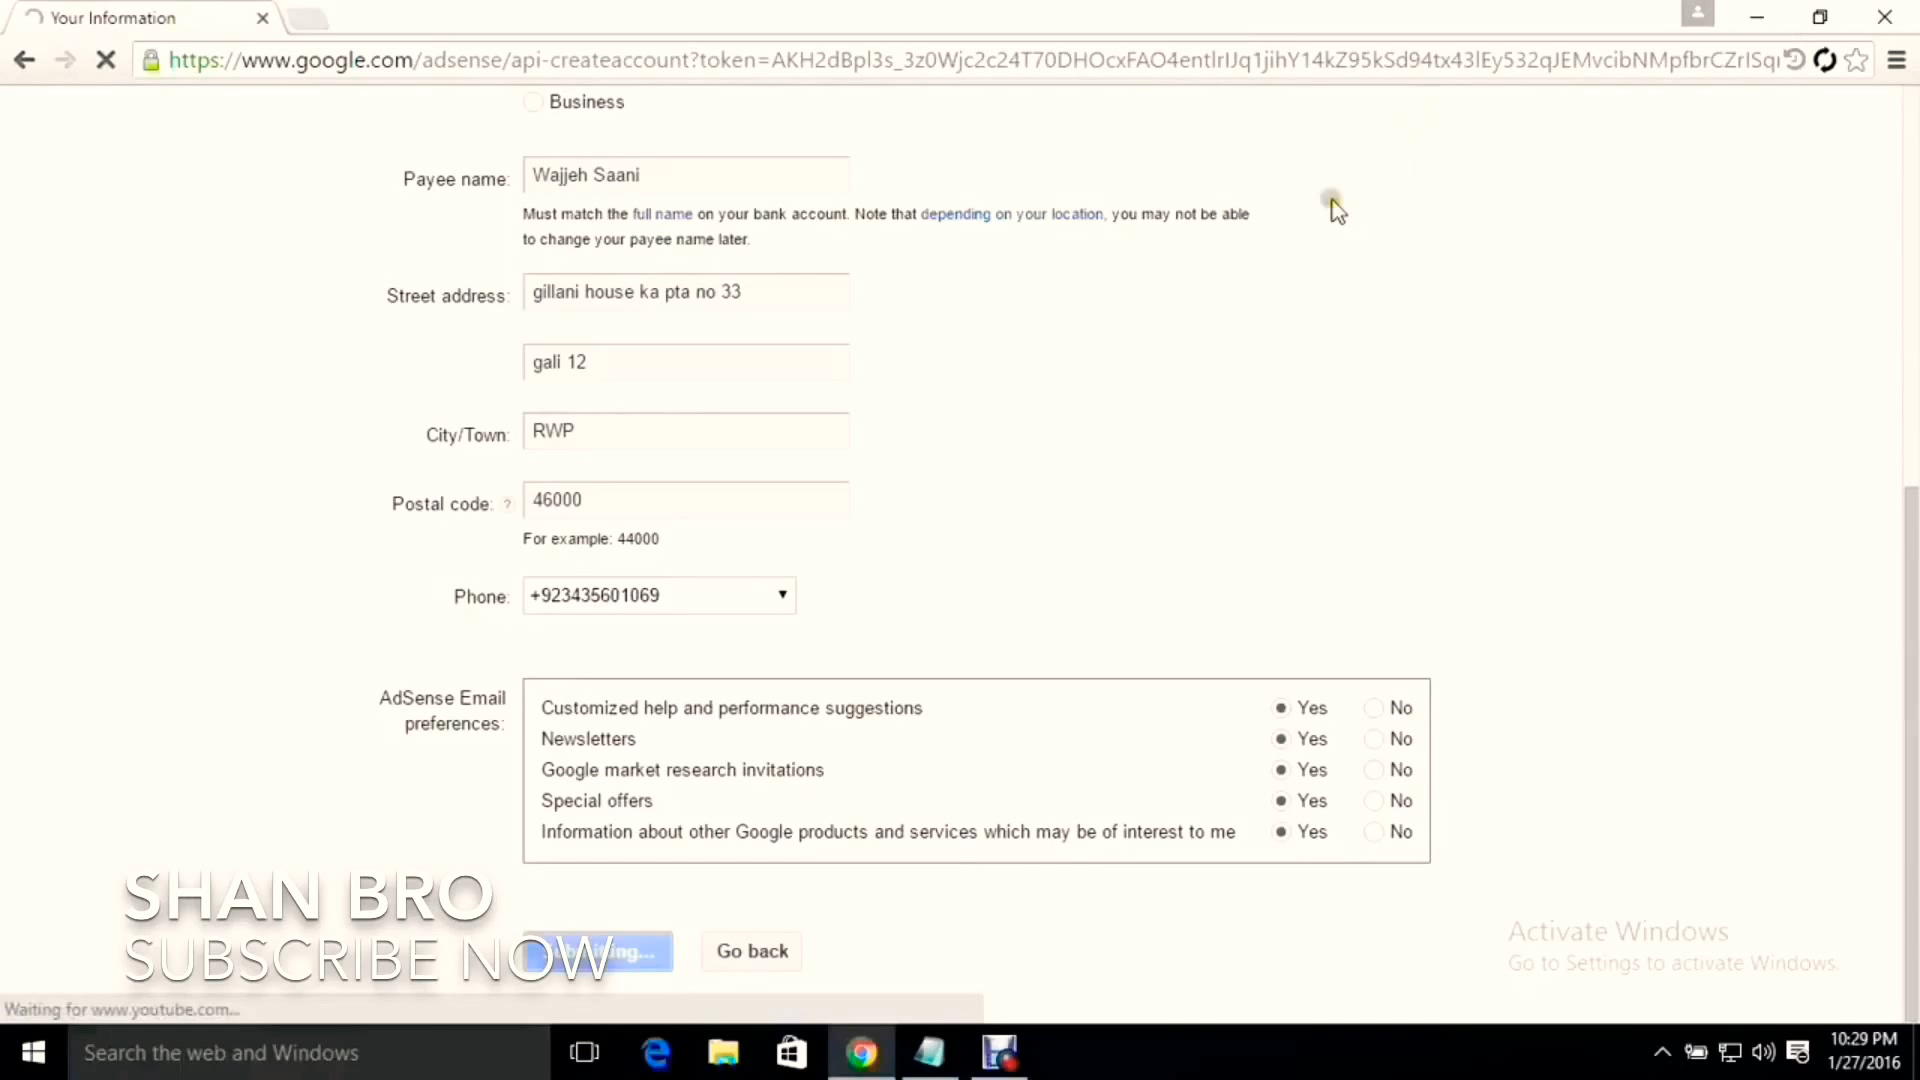 Your Information
https://www.google.com/adsense/api-createaccount?token=AKH2dBpl3s_3z0Wjc2c24T70DHOcxFAO4entlrIJq1jihY14kZ95kSd94tx43lEy532qJEMvcibNMpfbrCZrISqı
Business
Payee name: Wajjeh Saani
Must match the full name on your bank account. Note that depending on your location, you may not be able
to change your payee name later.
Street address: gillani house ka pta no 33
gali 12
City/Town: RWP
Postal code: ? 46000
For example: 44000
Phone: +923435601069
AdSense Email
preferences:
Customized help and performance suggestions Yes No
Newsletters Yes No
Google market research invitations Yes No
Special offers Yes No
Information about other Google products and services which may be of interest to me Yes No
SHAN BRO
SUBSCRIBE NOW
Submitting... Go back
Activate Windows
Go to Settings to activate Windows.
Waiting for www.youtube.com...
Search the web and Windows
10:29 PM
1/27/2016